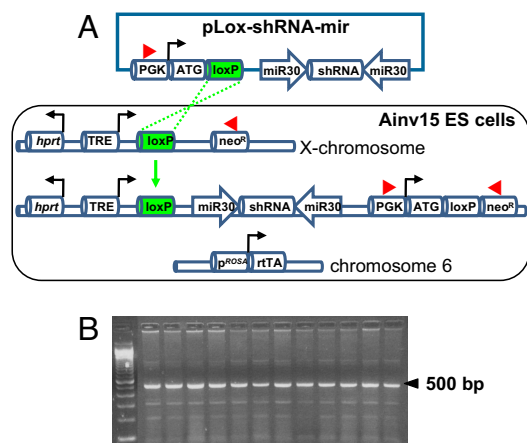 A
pLox-shRNA-mir
PGK ATG loxP miR30 shRNA miR30
Ainv15 ES cells
hprt TRE loxP neoR
X-chromosome
hprt TRE loxP miR30 shRNA miR30 PGK ATG loxP neoR
pROSA rtTA
chromosome 6
B
500 bp